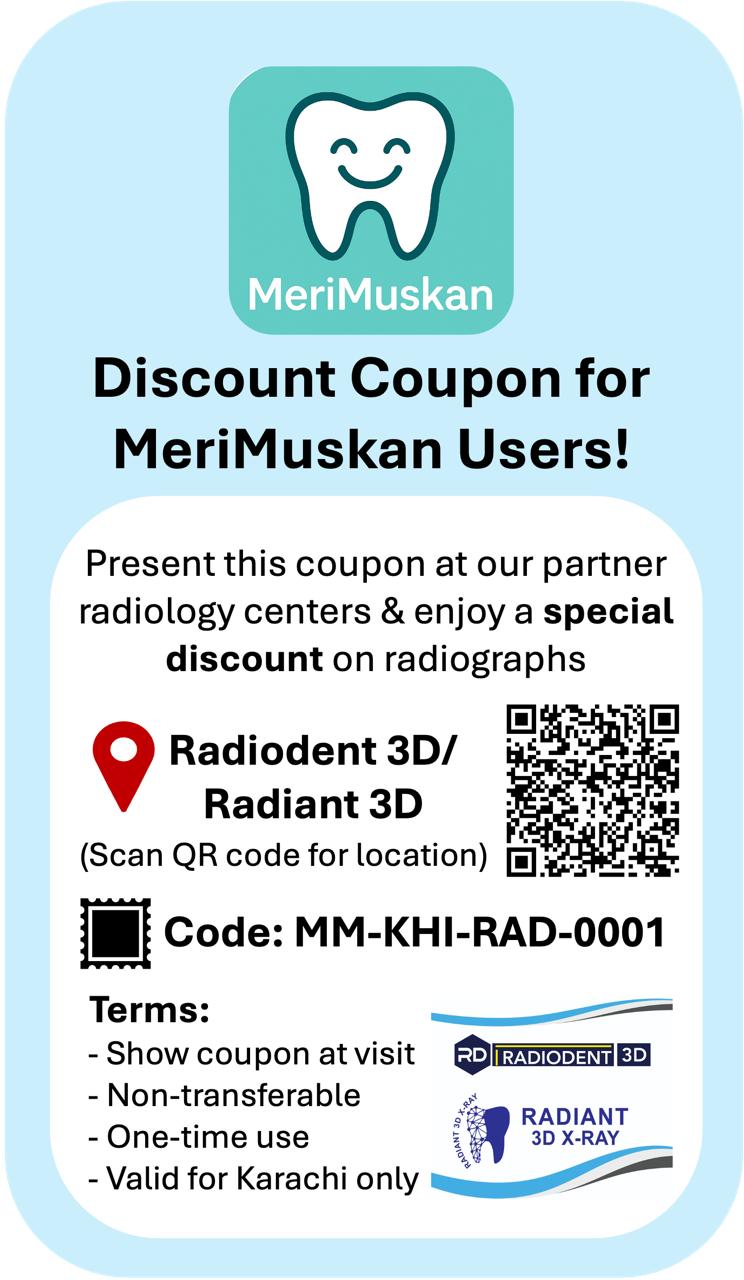 MeriMuskan
Discount Coupon for
MeriMuskan Users!
Present this coupon at our partner
radiology centers & enjoy a special
discount on radiographs
Radiodent 3D/
Radiant 3D
(Scan QR code for location)
Code: MM-KHI-RAD-0001
Terms:
- Show coupon at visit
- Non-transferable
- One-time use
- Valid for Karachi only
RD RADIODENT 3D
RADIANT 3D X-RAY
RADIANT
3D X-RAY